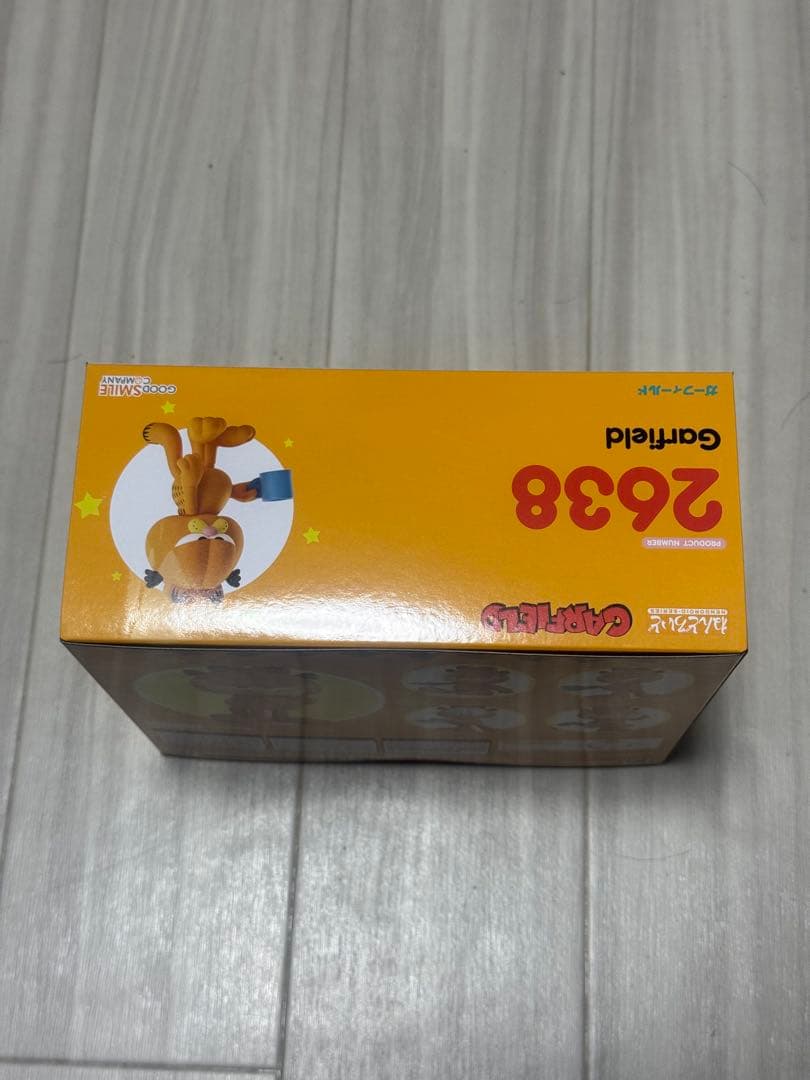 ねんどろいど
NENDOROID-SERIES
GARFIELD
PRODUCT NUMBER
2638
Garfield
ガーフィールド
GOOD SMILE
COMPANY